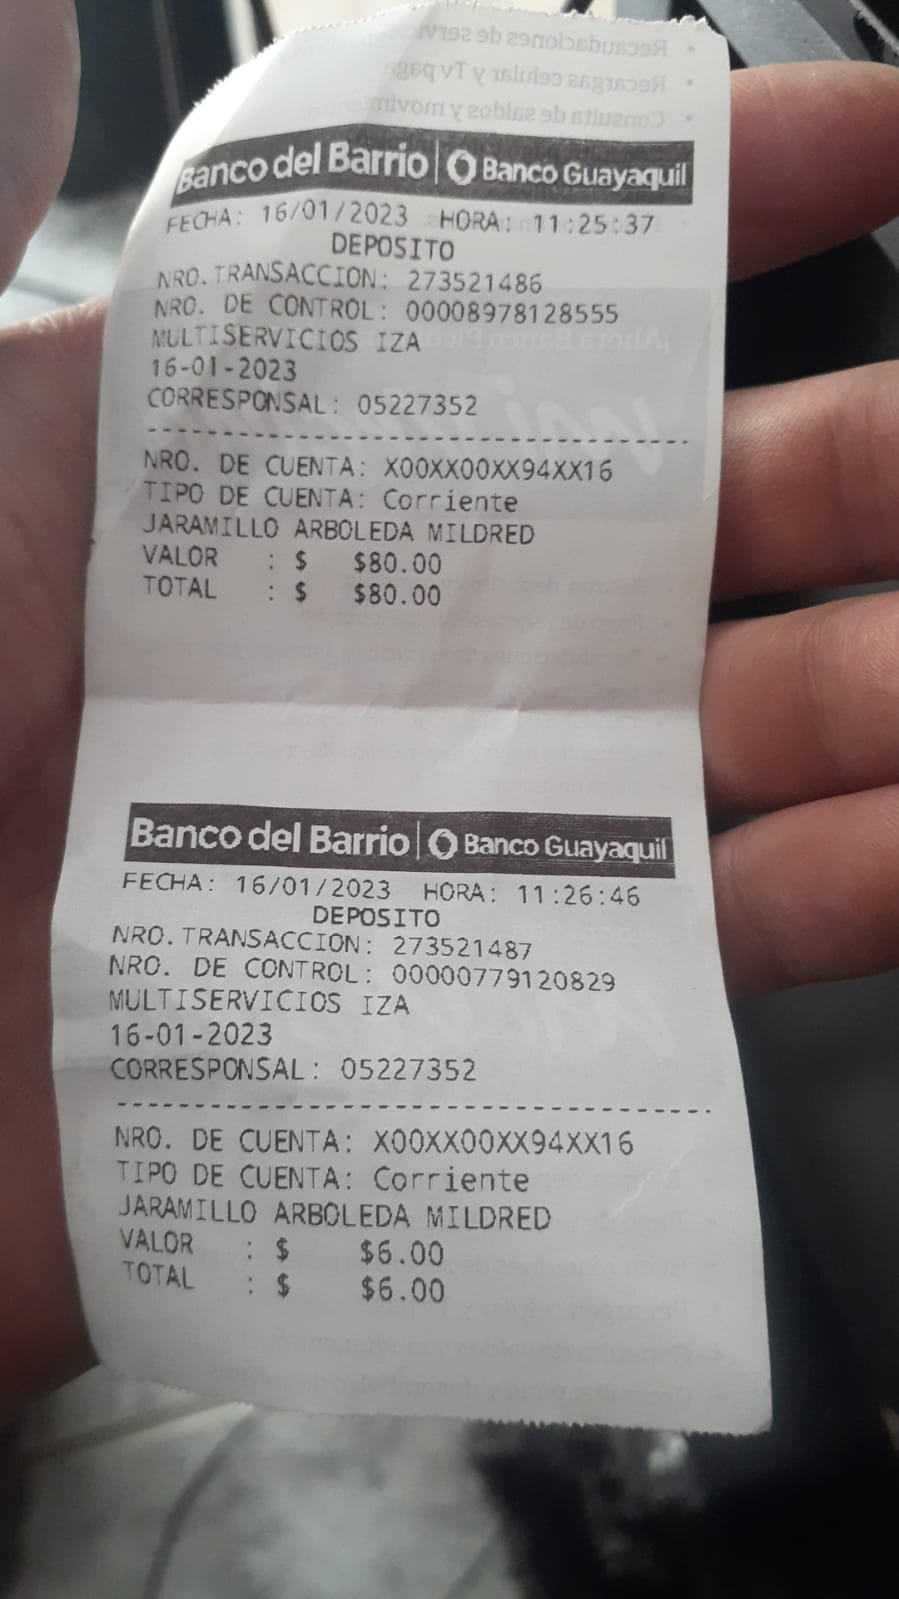 Banco del Barrio | Banco Guayaquil
FECHA: 16/01/2023 HORA: 11:25:37
DEPOSITO
NRO.TRANSACCION: 273521486
NRO. DE CONTROL: 00008978128555
MULTISERVICIOS IZA
16-01-2023
CORRESPONSAL: 05227352
NRO. DE CUENTA: X00XX00XX94XX16
TIPO DE CUENTA: Corriente
JARAMILLO ARBOLEDA MILDRED
VALOR : $ $80.00
TOTAL : $ $80.00
Banco del Barrio | Banco Guayaquil
FECHA: 16/01/2023 HORA: 11:26:46
DEPOSITO
NRO.TRANSACCION: 273521487
NRO. DE CONTROL: 00000779120829
MULTISERVICIOS IZA
16-01-2023
CORRESPONSAL: 05227352
NRO. DE CUENTA: X00XX00XX94XX16
TIPO DE CUENTA: Corriente
JARAMILLO ARBOLEDA MILDRED
VALOR : $ $6.00
TOTAL : $ $6.00